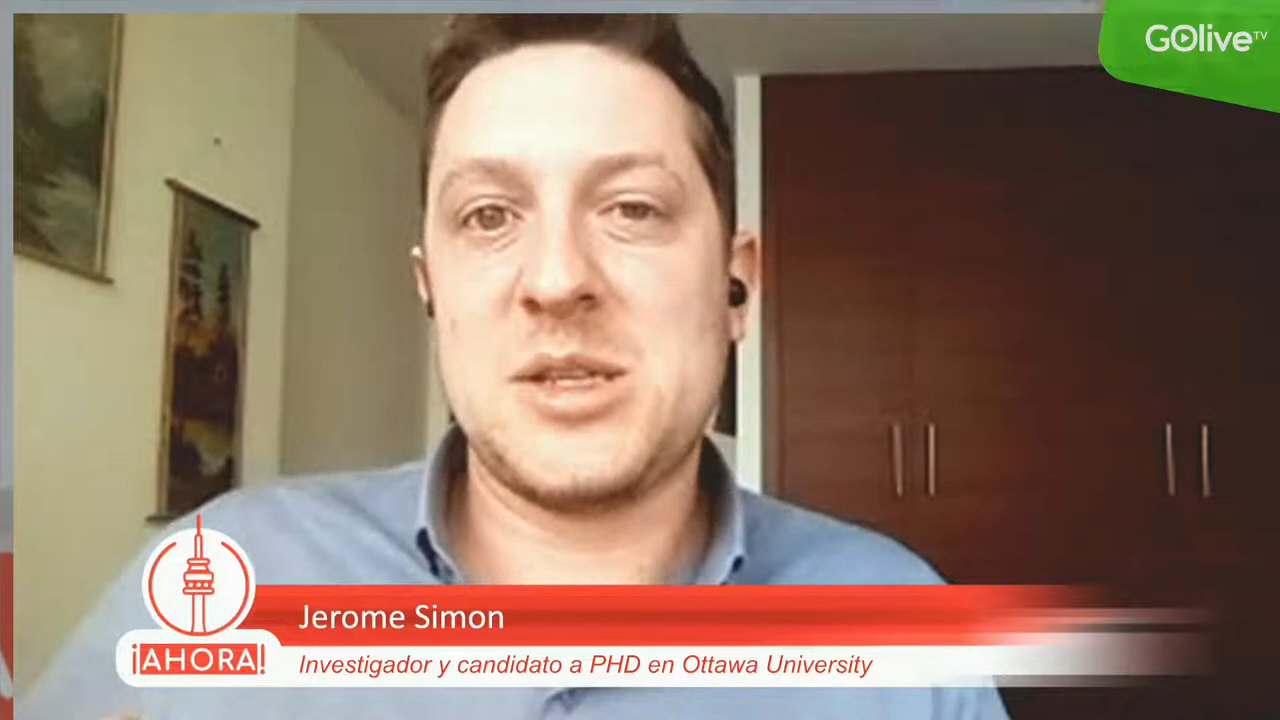 GOlive TV
Jerome Simon
¡AHORA!
Investigador y candidato a PHD en Ottawa University